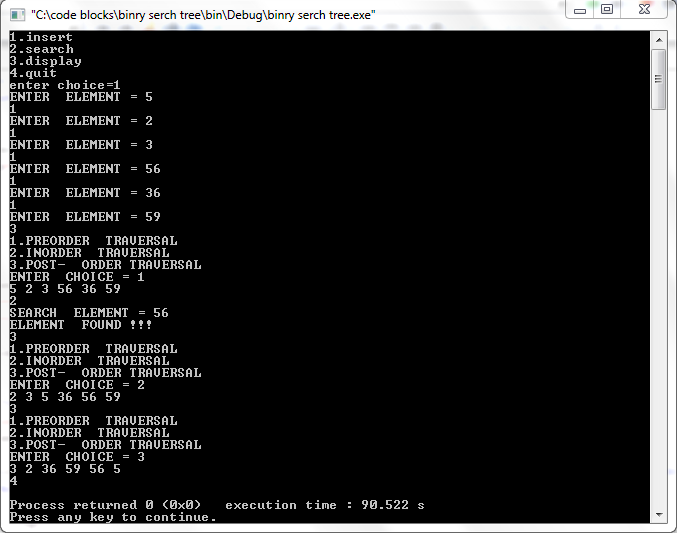 "C:\code blocks\binry serch tree\bin\Debug\binry serch tree.exe"
1.insert
2.search
3.display
4.quit
enter choice=1
ENTER  ELEMENT = 5
1
ENTER  ELEMENT = 2
1
ENTER  ELEMENT = 3
1
ENTER  ELEMENT = 56
1
ENTER  ELEMENT = 36
1
ENTER  ELEMENT = 59
3
1.PREORDER  TRAVERSAL
2.INORDER  TRAVERSAL
3.POST-  ORDER TRAVERSAL
ENTER  CHOICE = 1
5 2 3 56 36 59
2
SEARCH  ELEMENT = 56
ELEMENT  FOUND !!!
3
1.PREORDER  TRAVERSAL
2.INORDER  TRAVERSAL
3.POST-  ORDER TRAVERSAL
ENTER  CHOICE = 2
2 3 5 36 56 59
3
1.PREORDER  TRAVERSAL
2.INORDER  TRAVERSAL
3.POST-  ORDER TRAVERSAL
ENTER  CHOICE = 3
3 2 36 59 56 5
4
Process returned 0 (0x0)   execution time : 90.522 s
Press any key to continue.